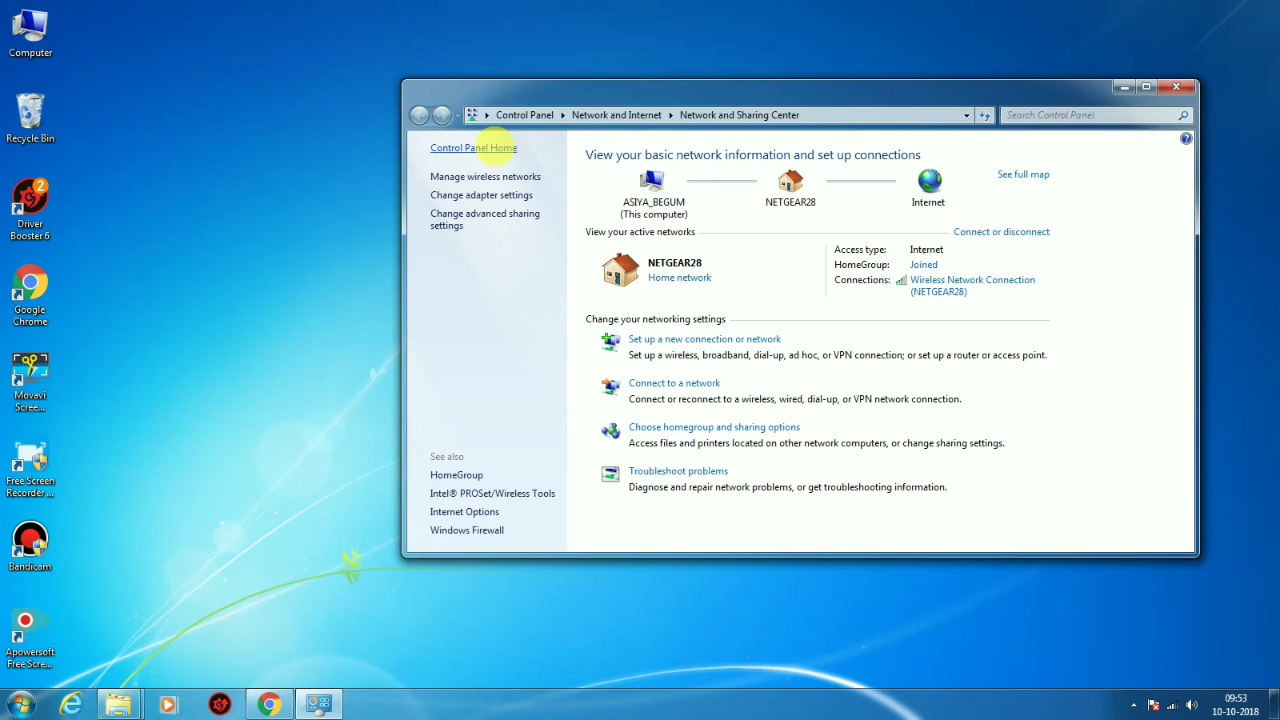 Computer
Recycle Bin
2
Driver
Booster 6
Google
Chrome
Movavi
Scree...
Free Screen
Recorder ...
Bandicam
Apowersoft
Free Scre...
Control Panel
Network and Internet
Network and Sharing Center
Search Control Panel
Control Panel Home
Manage wireless networks
Change adapter settings
Change advanced sharing
settings
See also
HomeGroup
Intel® PROSet/Wireless Tools
Internet Options
Windows Firewall
View your basic network information and set up connections
See full map
ASIYA_BEGUM
(This computer)
NETGEAR28
Internet
View your active networks
Connect or disconnect
NETGEAR28
Home network
Access type: Internet
HomeGroup: Joined
Connections: Wireless Network Connection
(NETGEAR28)
Change your networking settings
Set up a new connection or network
Set up a wireless, broadband, dial-up, ad hoc, or VPN connection; or set up a router or access point.
Connect to a network
Connect or reconnect to a wireless, wired, dial-up, or VPN network connection.
Choose homegroup and sharing options
Access files and printers located on other network computers, or change sharing settings.
Troubleshoot problems
Diagnose and repair network problems, or get troubleshooting information.
09:53
10-10-2018